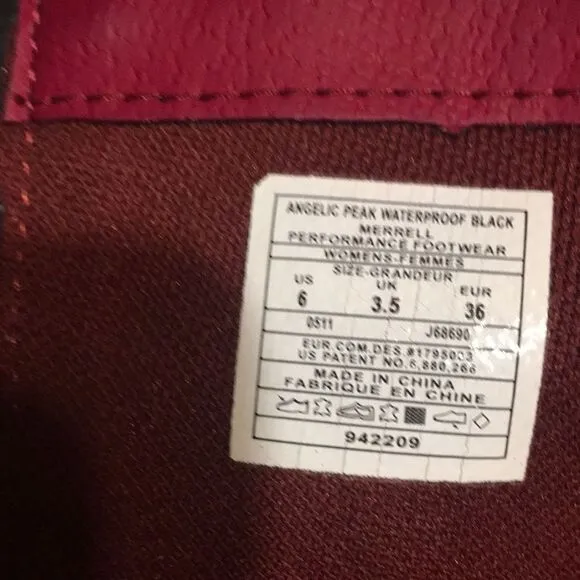 ANGELIC PEAK WATERPROOF BLACK
MERRELL
PERFORMANCE FOOTWEAR
WOMENS-FEMMES
SIZE-GRANDEUR
US UK EUR
6 3.5 36
0511 J68690
EUR.COM.DES.#1795003
US PATENT NO.6,880,266
MADE IN CHINA
FABRIQUE EN CHINE
942209